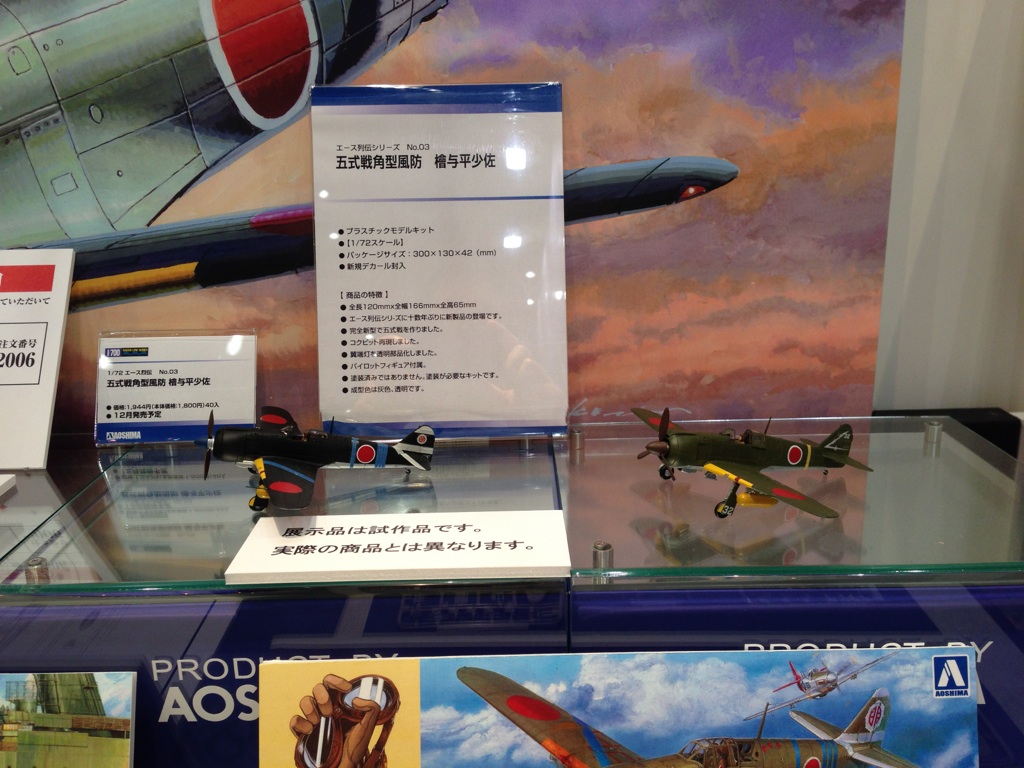 エース列伝シリーズ No.03
五式戦角型風防 檜与平少佐
●プラスチックモデルキット
●【1/72スケール】
●パッケージサイズ：300×130×42（mm）
●新規デカール封入
【 商品の特徴 】
●全長120mmx全幅166mmx全高65mm
●エース列伝シリーズに十数年ぶりに新製品の登場です。
●完全新型で五式戦を作りました。
●コクピット再現しました。
●翼端灯を透明部品化しました。
●パイロットフィギュア付属。
●塗装済みではありません。塗装が必要なキットです。
●成型色は灰色、透明です。
ていただいて
注文番号
2006
1/72 エース烈伝 No.03
五式戦角型風防 檜与平少佐
●価格:1,944円(本体価格:1,800円)40入
●12月発売予定
AOSHIMA
32
展示品は試作品です。
実際の商品とは異なります。
PRODUCT BY
AOS
PRODUCT BY
AOSHIMA